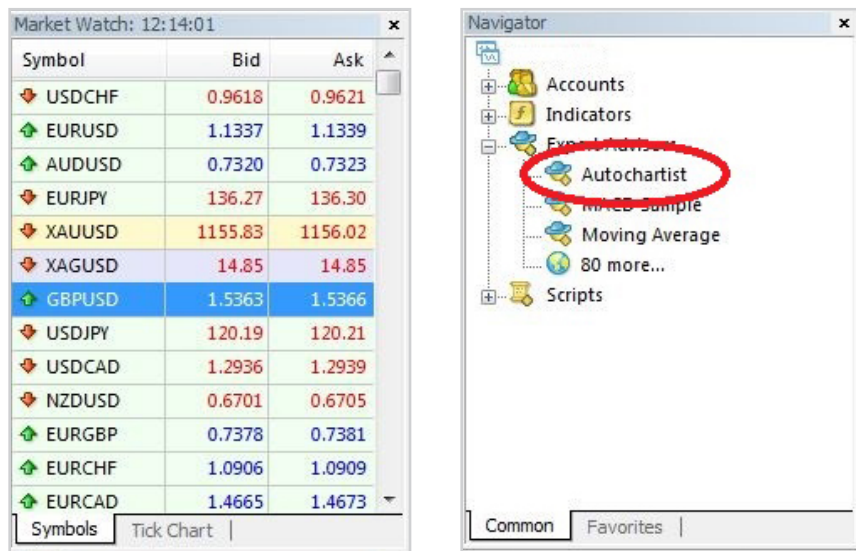 Market Watch: 12:14:01
Symbol Bid Ask
USDCHF 0.9618 0.9621
EURUSD 1.1337 1.1339
AUDUSD 0.7320 0.7323
EURJPY 136.27 136.30
XAUUSD 1155.83 1156.02
XAGUSD 14.85 14.85
GBPUSD 1.5363 1.5366
USDJPY 120.19 120.21
USDCAD 1.2936 1.2939
NZDUSD 0.6701 0.6705
EURGBP 0.7378 0.7381
EURCHF 1.0906 1.0909
EURCAD 1.4665 1.4673
Symbols Tick Chart
Navigator
Accounts
Indicators
Expert Advisors
Autochartist
MACD Sample
Moving Average
80 more...
Scripts
Common Favorites